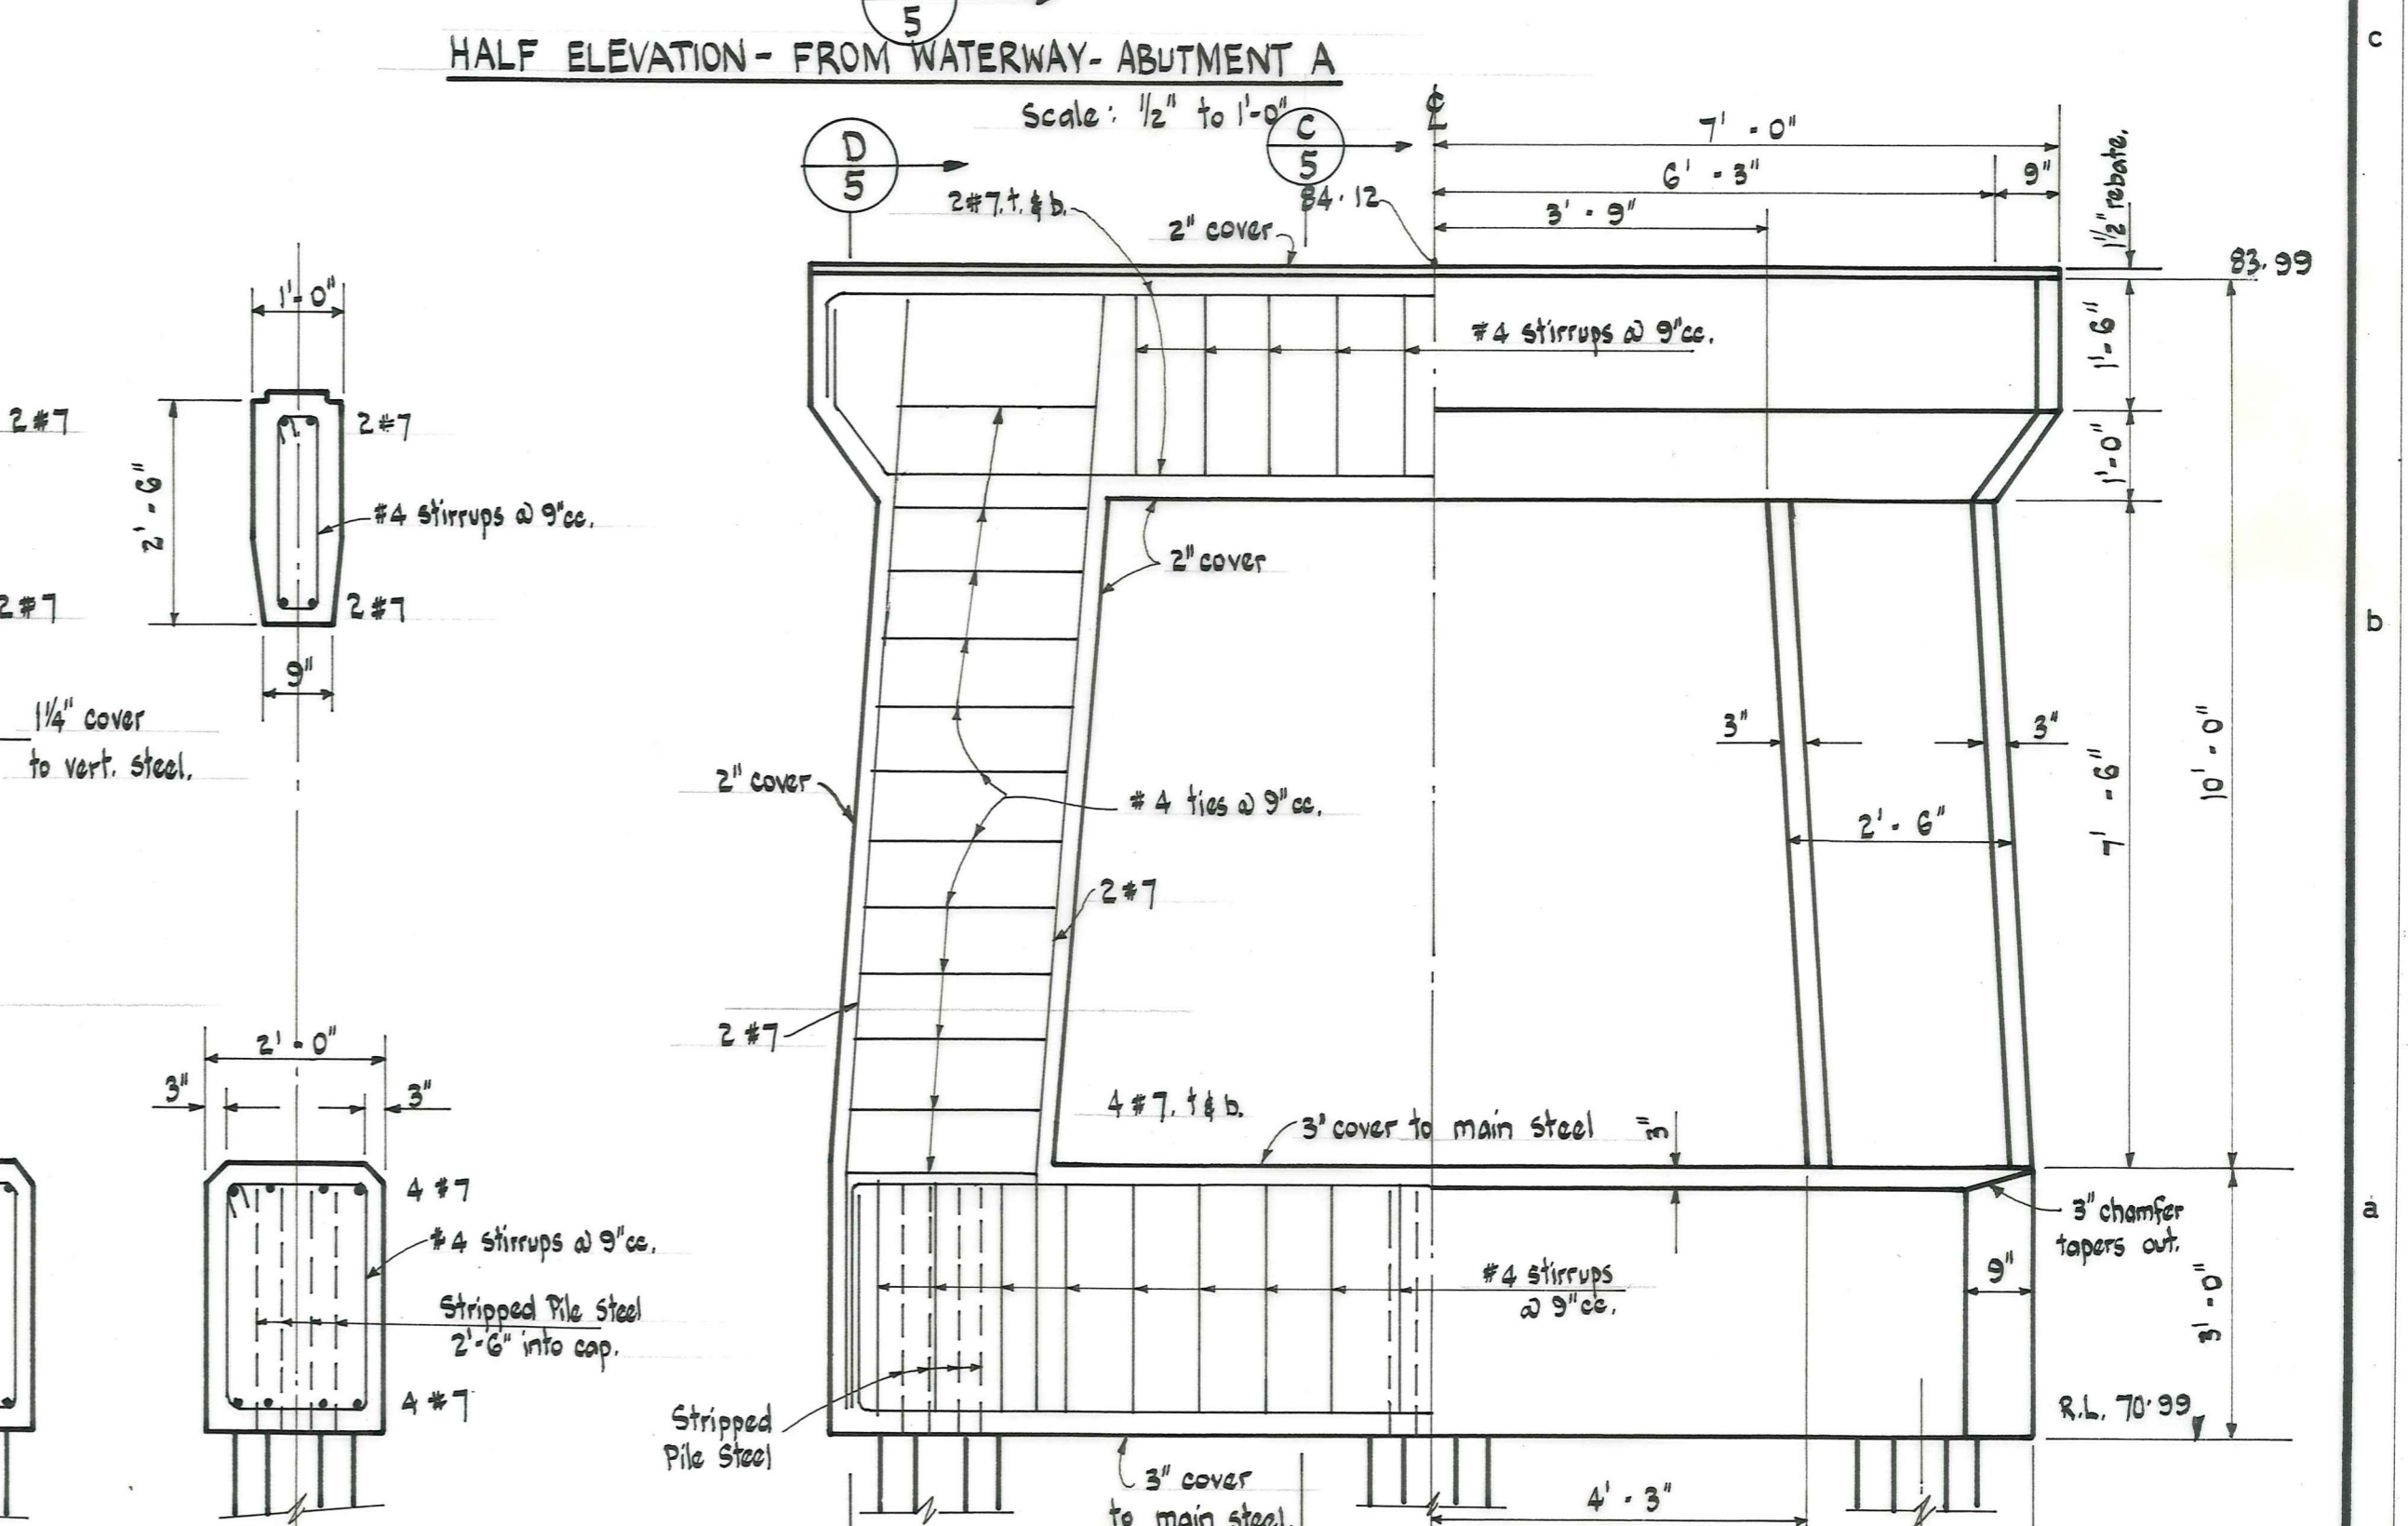 5
HALF ELEVATION - FROM WATERWAY - ABUTMENT A
Scale: 1/2" to 1'-0"
c
D
5
C
5
℄
7' - 0"
6' - 3"
9"
3' - 9"
1 1/2" rebate.
2#7. t. & b.
84.12
2" cover
83.99
1'-0"
#4 stirrups @ 9"cc.
1'-6"
2#7
2#7
1'-0"
2' - 6"
#4 stirrups @ 9"cc.
2" cover
2#7
2#7
b
9"
1 1/4" cover
to vert. steel.
3"
3"
10' - 0"
7' - 6"
2" cover
#4 ties @ 9"cc.
2' - 6"
2#7
2 #7
2' - 0"
3"
3"
4#7. t & b.
3" cover to main steel
3"
4 #7
3" chamfer
tapers out.
a
#4 stirrups @ 9"cc.
9"
#4 stirrups
@ 9"cc.
3' - 0"
Stripped Pile Steel
2'-6" into cap.
4 #7
R.L. 70.99
Stripped
Pile Steel
3" cover
to main steel.
4' - 3"